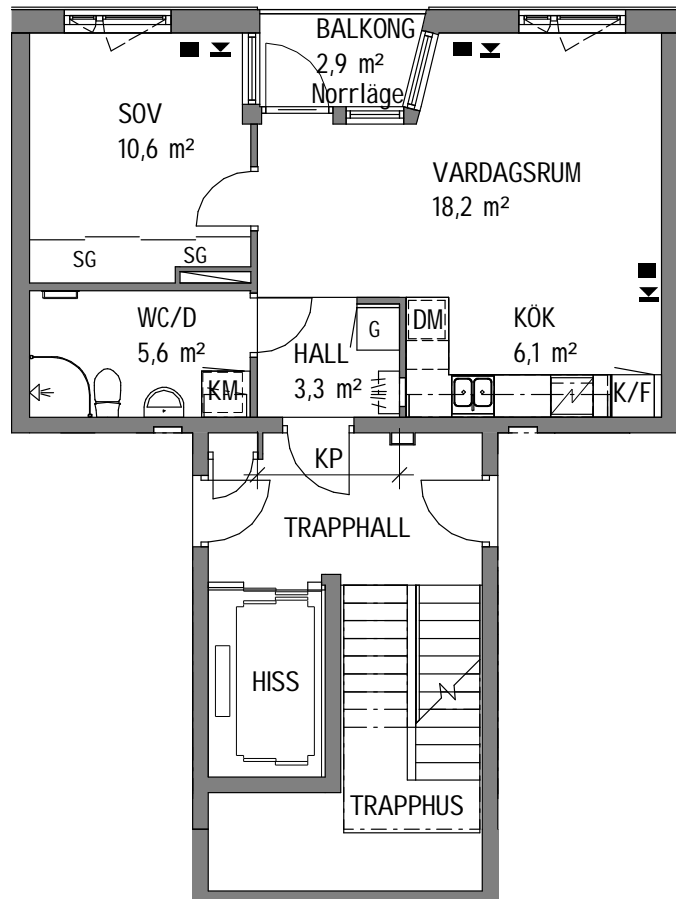 BALKONG
2,9 m²
Norrläge
SOV
10,6 m²
VARDAGSRUM
18,2 m²
SG
SG
WC/D
5,6 m²
KM
HALL
3,3 m²
G
DM
KÖK
6,1 m²
K/F
KP
TRAPPHALL
HISS
TRAPPHUS